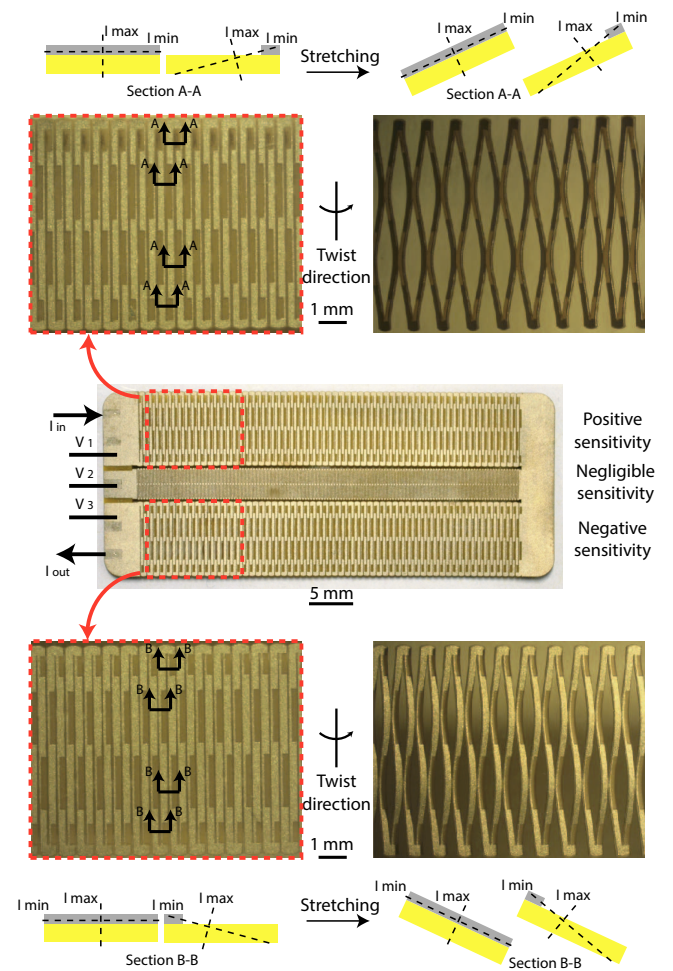 I max
I min
I max
I min
Stretching
I max
I min
I max
I min
Section A-A
Section A-A
A A
A A
A A
A A
Twist
direction
1 mm
I in
V 1
V 2
V 3
I out
Positive
sensitivity
Negligible
sensitivity
Negative
sensitivity
5 mm
B B
B B
B B
B B
Twist
direction
1 mm
I min
I max
I min
I max
Stretching
I min
I max
I min
I max
Section B-B
Section B-B